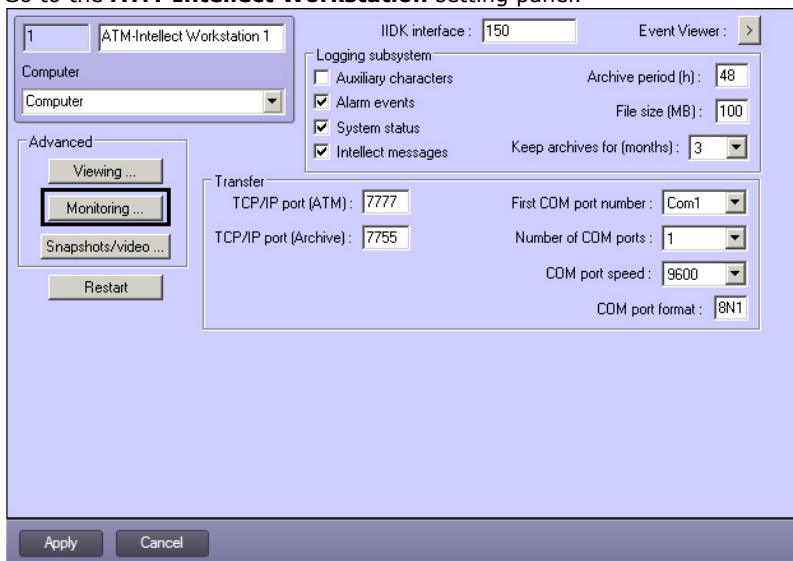 Go to the ATM-Intellect Workstation setting panel.
1 ATM-Intellect Workstation 1
Computer
Computer
IIDK interface : 150
Event Viewer : >
Logging subsystem
Auxiliary characters
Alarm events
System status
Intellect messages
Archive period (h) : 48
File size (MB) : 100
Keep archives for (months) : 3
Advanced
Viewing ...
Monitoring ...
Snapshots/video ...
Restart
Transfer
TCP/IP port (ATM) : 7777
TCP/IP port (Archive) : 7755
First COM port number : Com1
Number of COM ports : 1
COM port speed : 9600
COM port format : 8N1
Apply Cancel